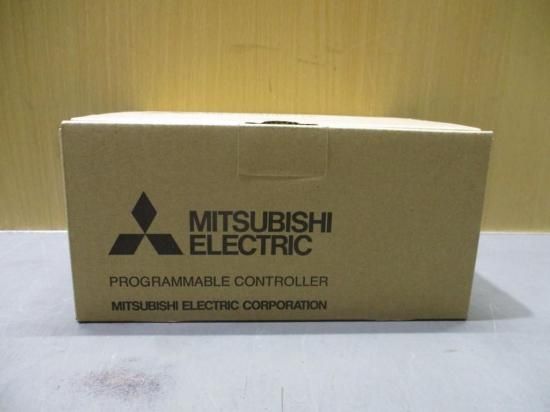 MITSUBISHI
ELECTRIC
PROGRAMMABLE CONTROLLER
MITSUBISHI ELECTRIC CORPORATION